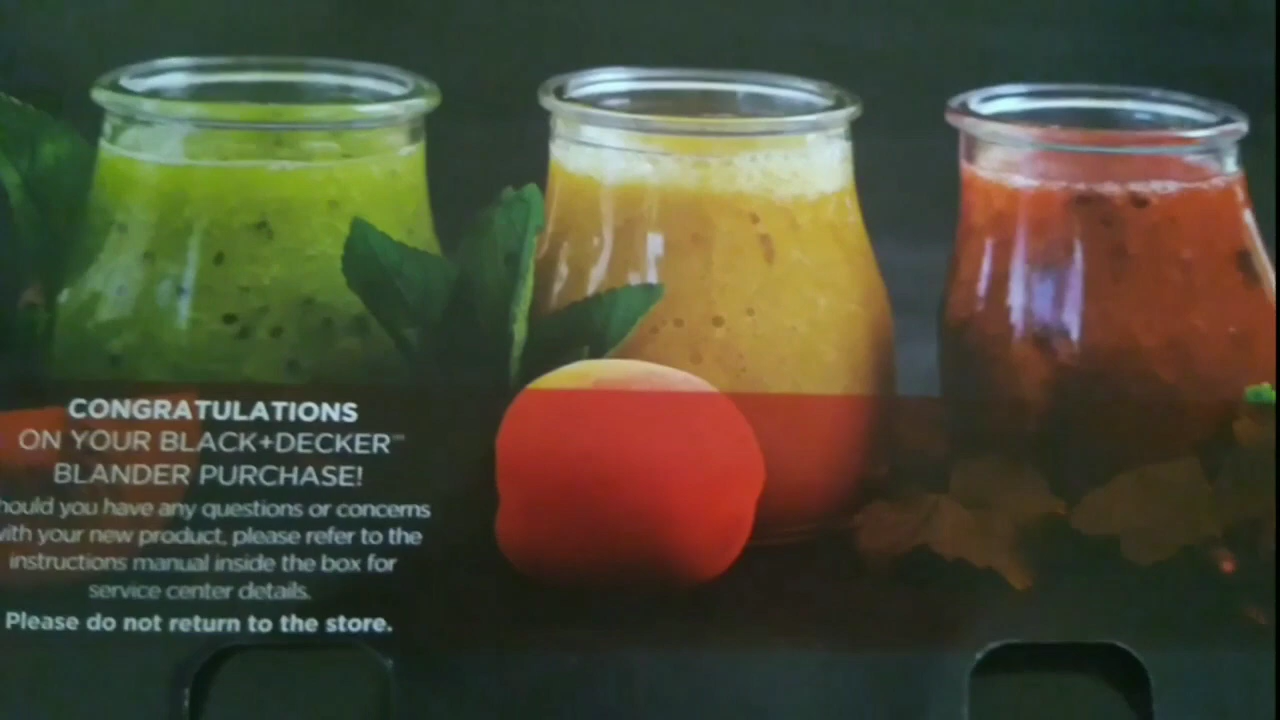 CONGRATULATIONS
ON YOUR BLACK+DECKER™
BLANDER PURCHASE!
hould you have any questions or concerns
with your new product, please refer to the
instructions manual inside the box for
service center details.
Please do not return to the store.